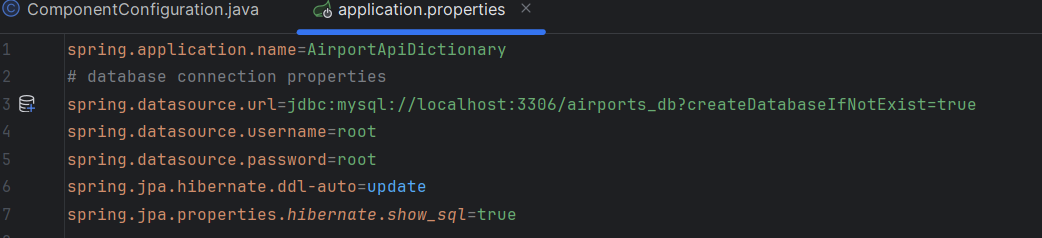 ComponentConfiguration.java application.properties
1 spring.application.name=AirportApiDictionary
2 # database connection properties
3 spring.datasource.url=jdbc:mysql://localhost:3306/airports_db?createDatabaseIfNotExist=true
4 spring.datasource.username=root
5 spring.datasource.password=root
6 spring.jpa.hibernate.ddl-auto=update
7 spring.jpa.properties.hibernate.show_sql=true